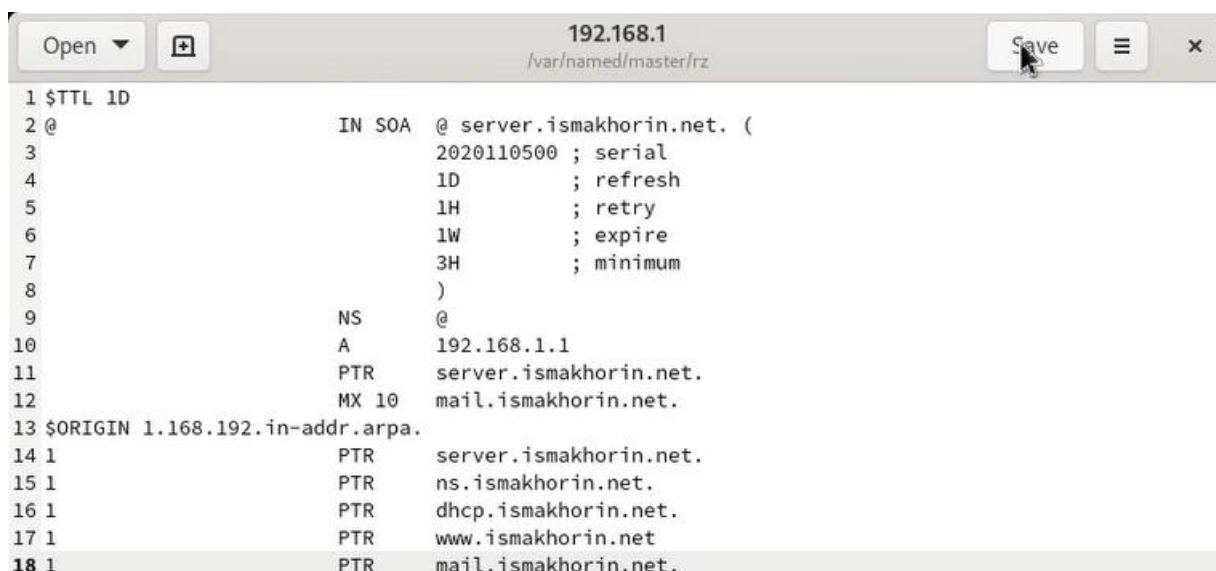 Open
192.168.1
/var/named/master/rz
Save
1 $TTL 1D
2 @ IN SOA @ server.ismakhorin.net. (
3 2020110500 ; serial
4 1D ; refresh
5 1H ; retry
6 1W ; expire
7 3H ; minimum
8 )
9 NS @
10 A 192.168.1.1
11 PTR server.ismakhorin.net.
12 MX 10 mail.ismakhorin.net.
13 $ORIGIN 1.168.192.in-addr.arpa.
14 1 PTR server.ismakhorin.net.
15 1 PTR ns.ismakhorin.net.
16 1 PTR dhcp.ismakhorin.net.
17 1 PTR www.ismakhorin.net
18 1 PTR mail.ismakhorin.net.